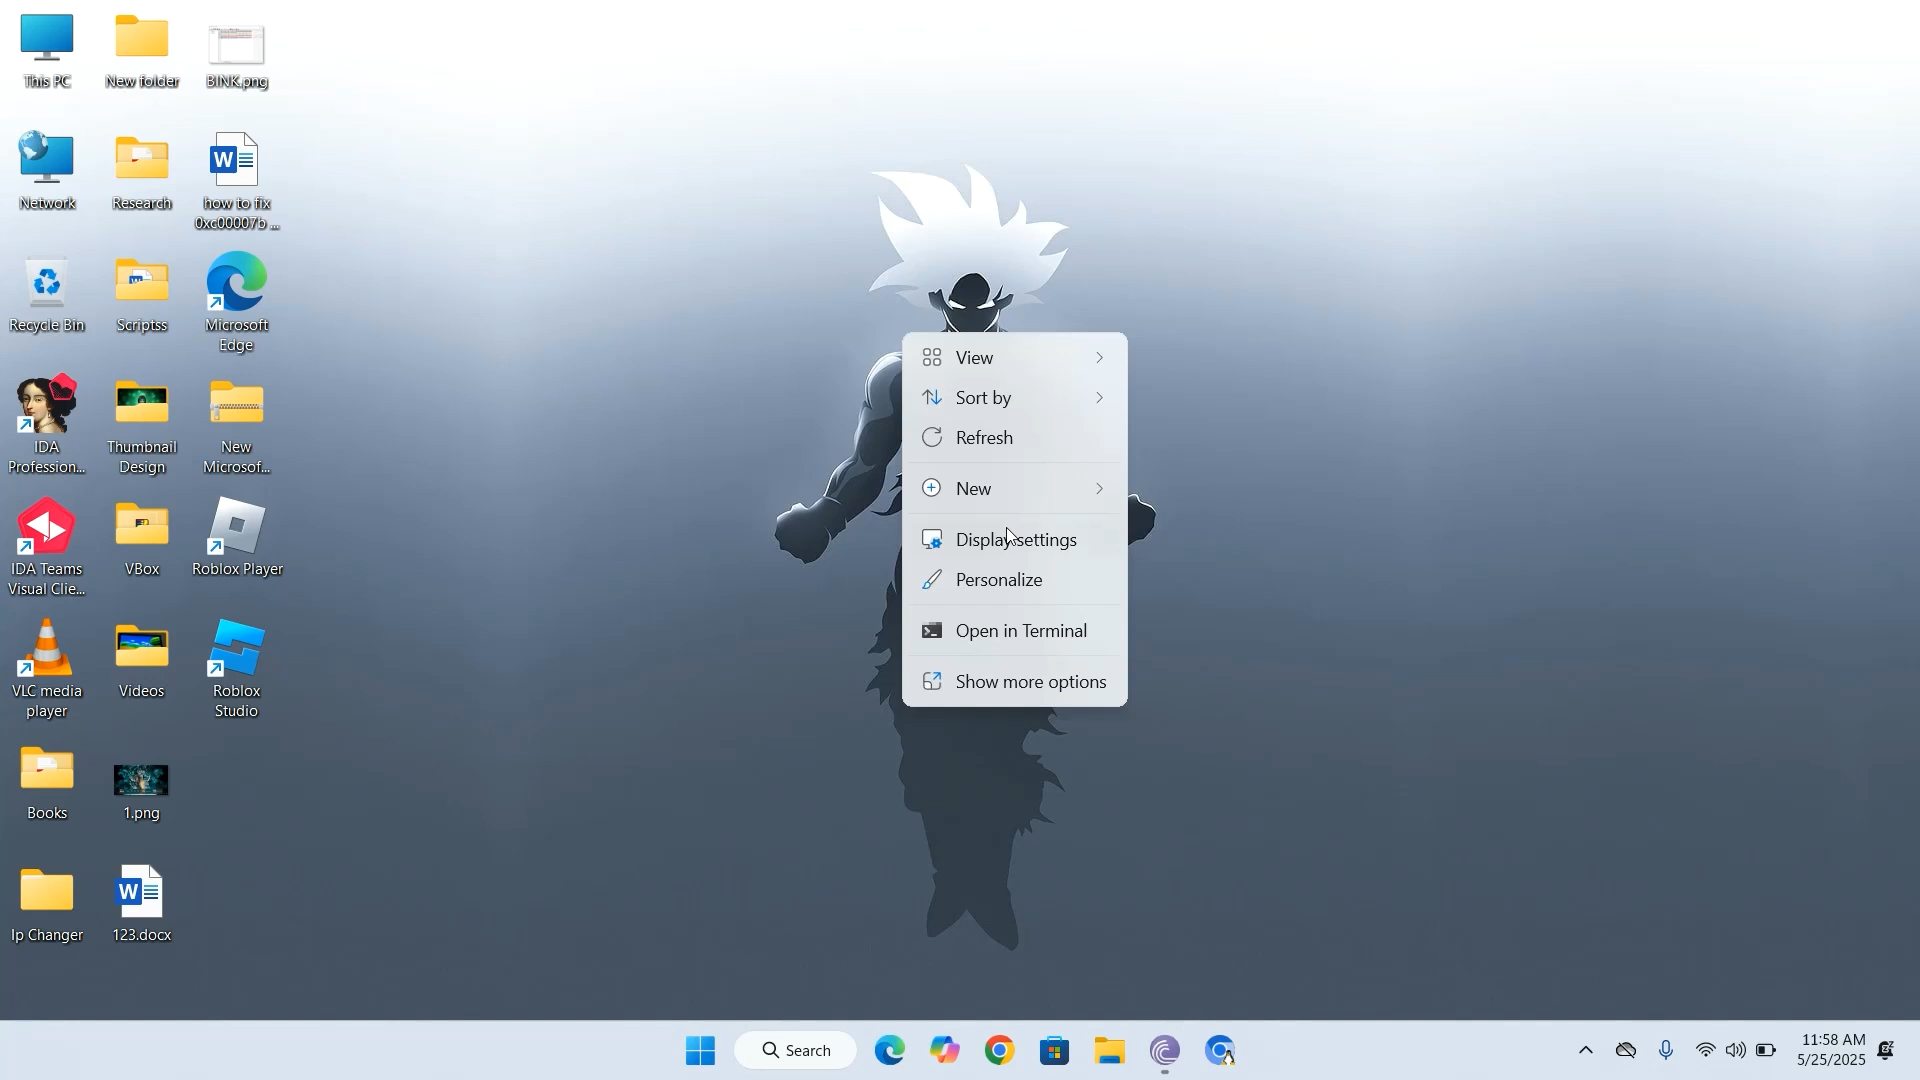 This PC
New folder
BINK.png
Network
Research
how to fix
0xc00007b ...
Recycle Bin
Scriptss
Microsoft
Edge
IDA
Profession...
Thumbnail
Design
New
Microsof...
IDA Teams
Visual Clie...
VBox
Roblox Player
VLC media
player
Videos
Roblox
Studio
Books
1.png
Ip Changer
123.docx
View
Sort by
Refresh
New
Display settings
Personalize
Open in Terminal
Show more options
Search
11:58 AM
5/25/2025